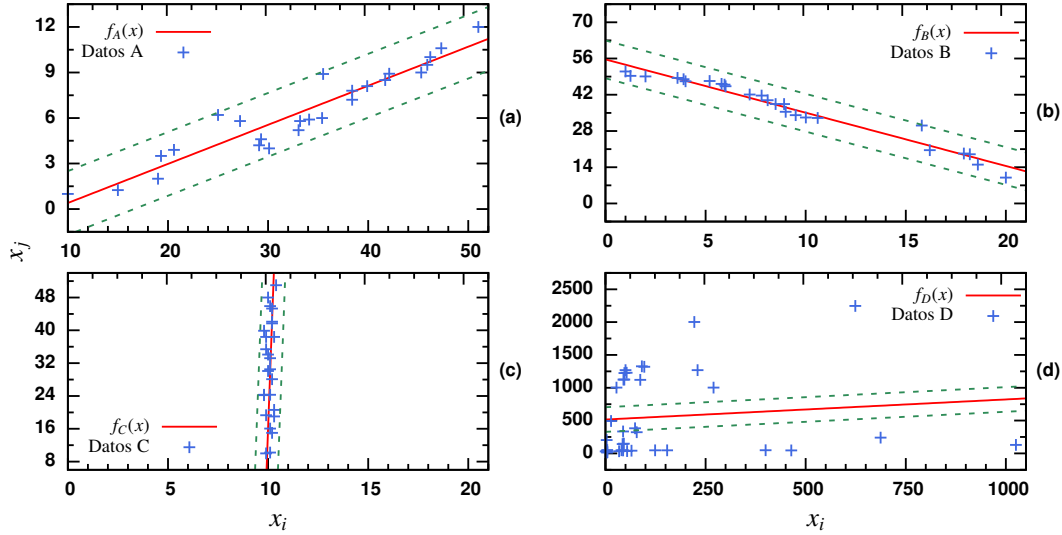 12
9
6
3
0
10
20
30
40
50
f_A(x)
Datos A
(a)
70
56
42
28
14
0
0
5
10
15
20
f_B(x)
Datos B
(b)
x_j
48
40
32
24
16
8
0
5
10
15
20
f_C(x)
Datos C
(c)
2500
2000
1500
1000
500
0
0
250
500
750
1000
f_D(x)
Datos D
(d)
x_i
x_i